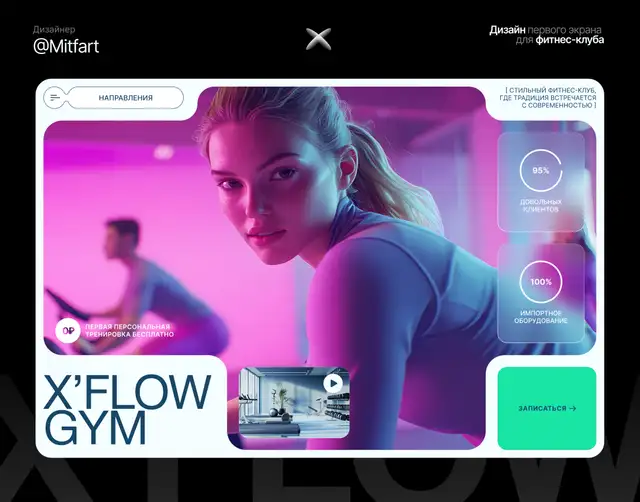 Дизайнер
@Mitfart
Дизайн первого экрана
для фитнес-клуба
НАПРАВЛЕНИЯ
[ СТИЛЬНЫЙ ФИТНЕС-КЛУБ,
ГДЕ ТРАДИЦИЯ ВСТРЕЧАЕТСЯ
С СОВРЕМЕННОСТЬЮ ]
95%
ДОВОЛЬНЫХ
КЛИЕНТОВ
100%
ИМПОРТНОЕ
ОБОРУДОВАНИЕ
0₽
ПЕРВАЯ ПЕРСОНАЛЬНАЯ
ТРЕНИРОВКА БЕСПЛАТНО
X’FLOW
GYM
ЗАПИСАТЬСЯ →
X'FLOW